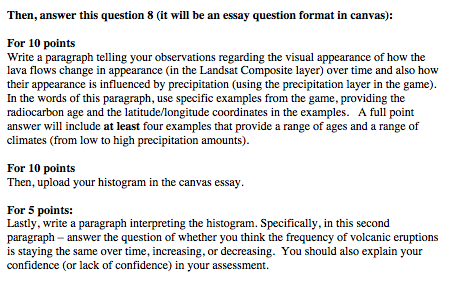 Then, answer this question 8 (it will be an essay question format in canvas):
For 10 points
Write a paragraph telling your observations regarding the visual appearance of how the
lava flows change in appearance (in the Landsat Composite layer) over time and also how
their appearance is influenced by precipitation (using the precipitation layer in the game).
In the words of this paragraph, use specific examples from the game, providing the
radiocarbon age and the latitude/longitude coordinates in the examples.  A full point
answer will include at least four examples that provide a range of ages and a range of
climates (from low to high precipitation amounts).
For 10 points
Then, upload your histogram in the canvas essay.
For 5 points:
Lastly, write a paragraph interpreting the histogram. Specifically, in this second
paragraph – answer the question of whether you think the frequency of volcanic eruptions
is staying the same over time, increasing, or decreasing.  You should also explain your
confidence (or lack of confidence) in your assessment.